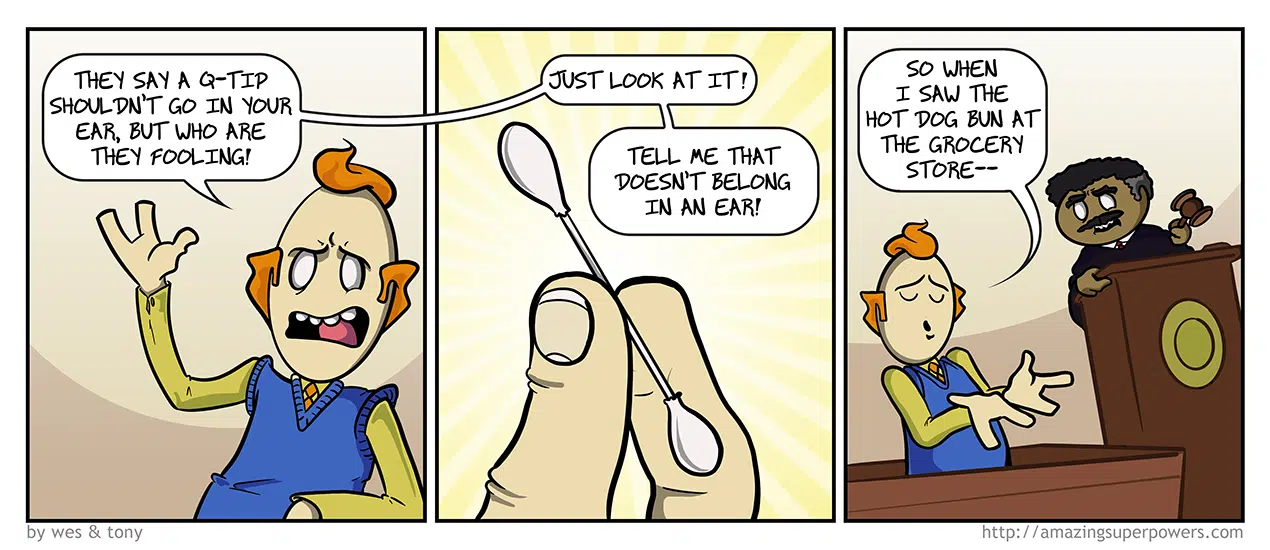 THEY SAY A Q-TIP
SHOULDN'T GO IN YOUR
EAR, BUT WHO ARE
THEY FOOLING!
JUST LOOK AT IT!
TELL ME THAT
DOESN'T BELONG
IN AN EAR!
SO WHEN
I SAW THE
HOT DOG BUN AT
THE GROCERY
STORE--
by wes & tony
http://amazingsuperpowers.com